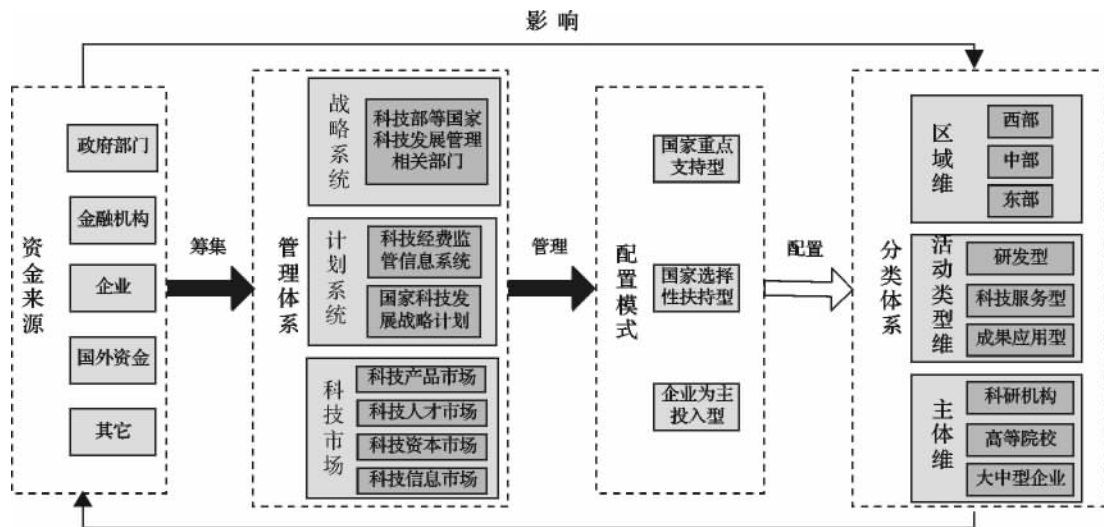 影 响
资金来源
政府部门
金融机构
企业
国外资金
其它
筹集
管理体系
战略系统
科技部等国家
科技发展管理
相关部门
计划系统
科技经费监
管信息系统
国家科技发
展战略计划
科技市场
科技产品市场
科技人才市场
科技资本市场
科技信息市场
管理
配置模式
国家重点
支持型
国家选择
性扶持型
企业为主
投入型
配置
分类体系
区域维
西部
中部
东部
活动类型维
研发型
科技服务型
成果应用型
主体维
科研机构
高等院校
大中型企业